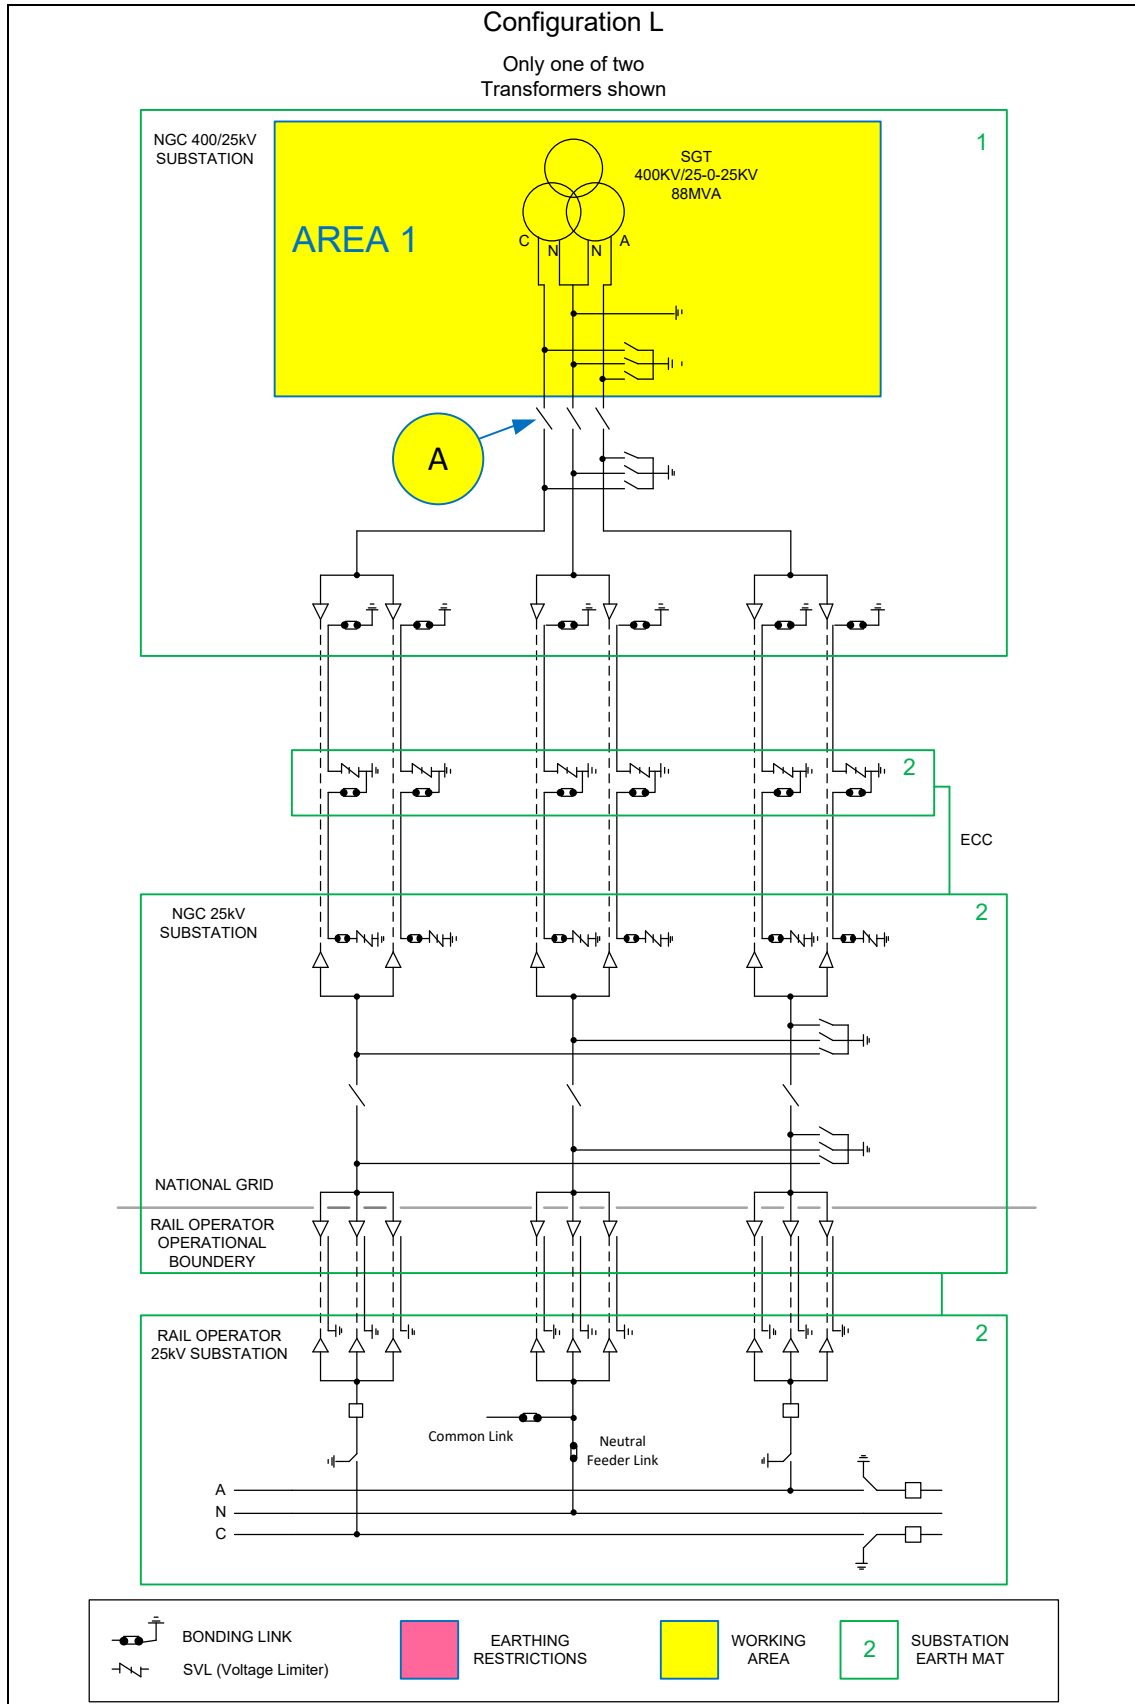 Configuration L
Only one of two
Transformers shown
NGC 400/25kV
SUBSTATION
1
SGT
400KV/25-0-25KV
88MVA
AREA 1
C
N
N
A
A
2
ECC
NGC 25kV
SUBSTATION
2
NATIONAL GRID
RAIL OPERATOR
OPERATIONAL
BOUNDERY
RAIL OPERATOR
25kV SUBSTATION
2
Common Link
Neutral
Feeder Link
A
N
C
BONDING LINK
SVL (Voltage Limiter)
EARTHING
RESTRICTIONS
WORKING
AREA
2
SUBSTATION
EARTH MAT